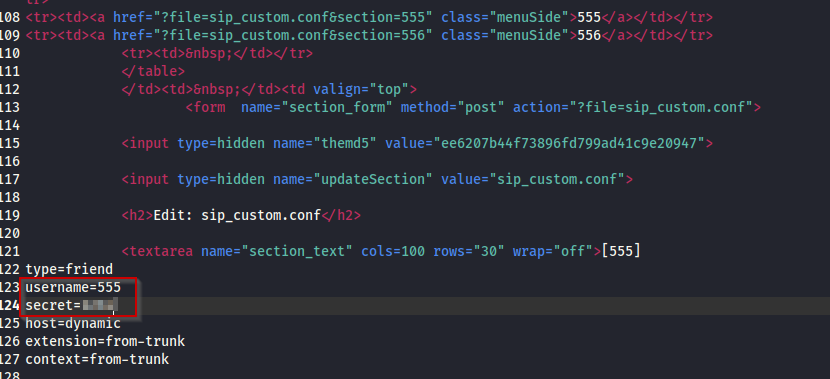 tr>
108 <tr><td><a href="?file=sip_custom.conf&section=555" class="menuSide">555</a></td></tr>
109 <tr><td><a href="?file=sip_custom.conf&section=556" class="menuSide">556</a></td></tr>
110 <tr><td>&nbsp;</td></tr>
111 </table>
112 </td><td>&nbsp;</td><td valign="top">
113 <form  name="section_form" method="post" action="?file=sip_custom.conf">
114
115 <input type=hidden name="themd5" value="ee6207b44f73896fd799ad41c9e20947">
116
117 <input type=hidden name="updateSection" value="sip_custom.conf">
118
119 <h2>Edit: sip_custom.conf</h2>
120
121 <textarea name="section_text" cols=100 rows="30" wrap="off">[555]
122 type=friend
123 username=555
124 secret=
125 host=dynamic
126 extension=from-trunk
127 context=from-trunk
128